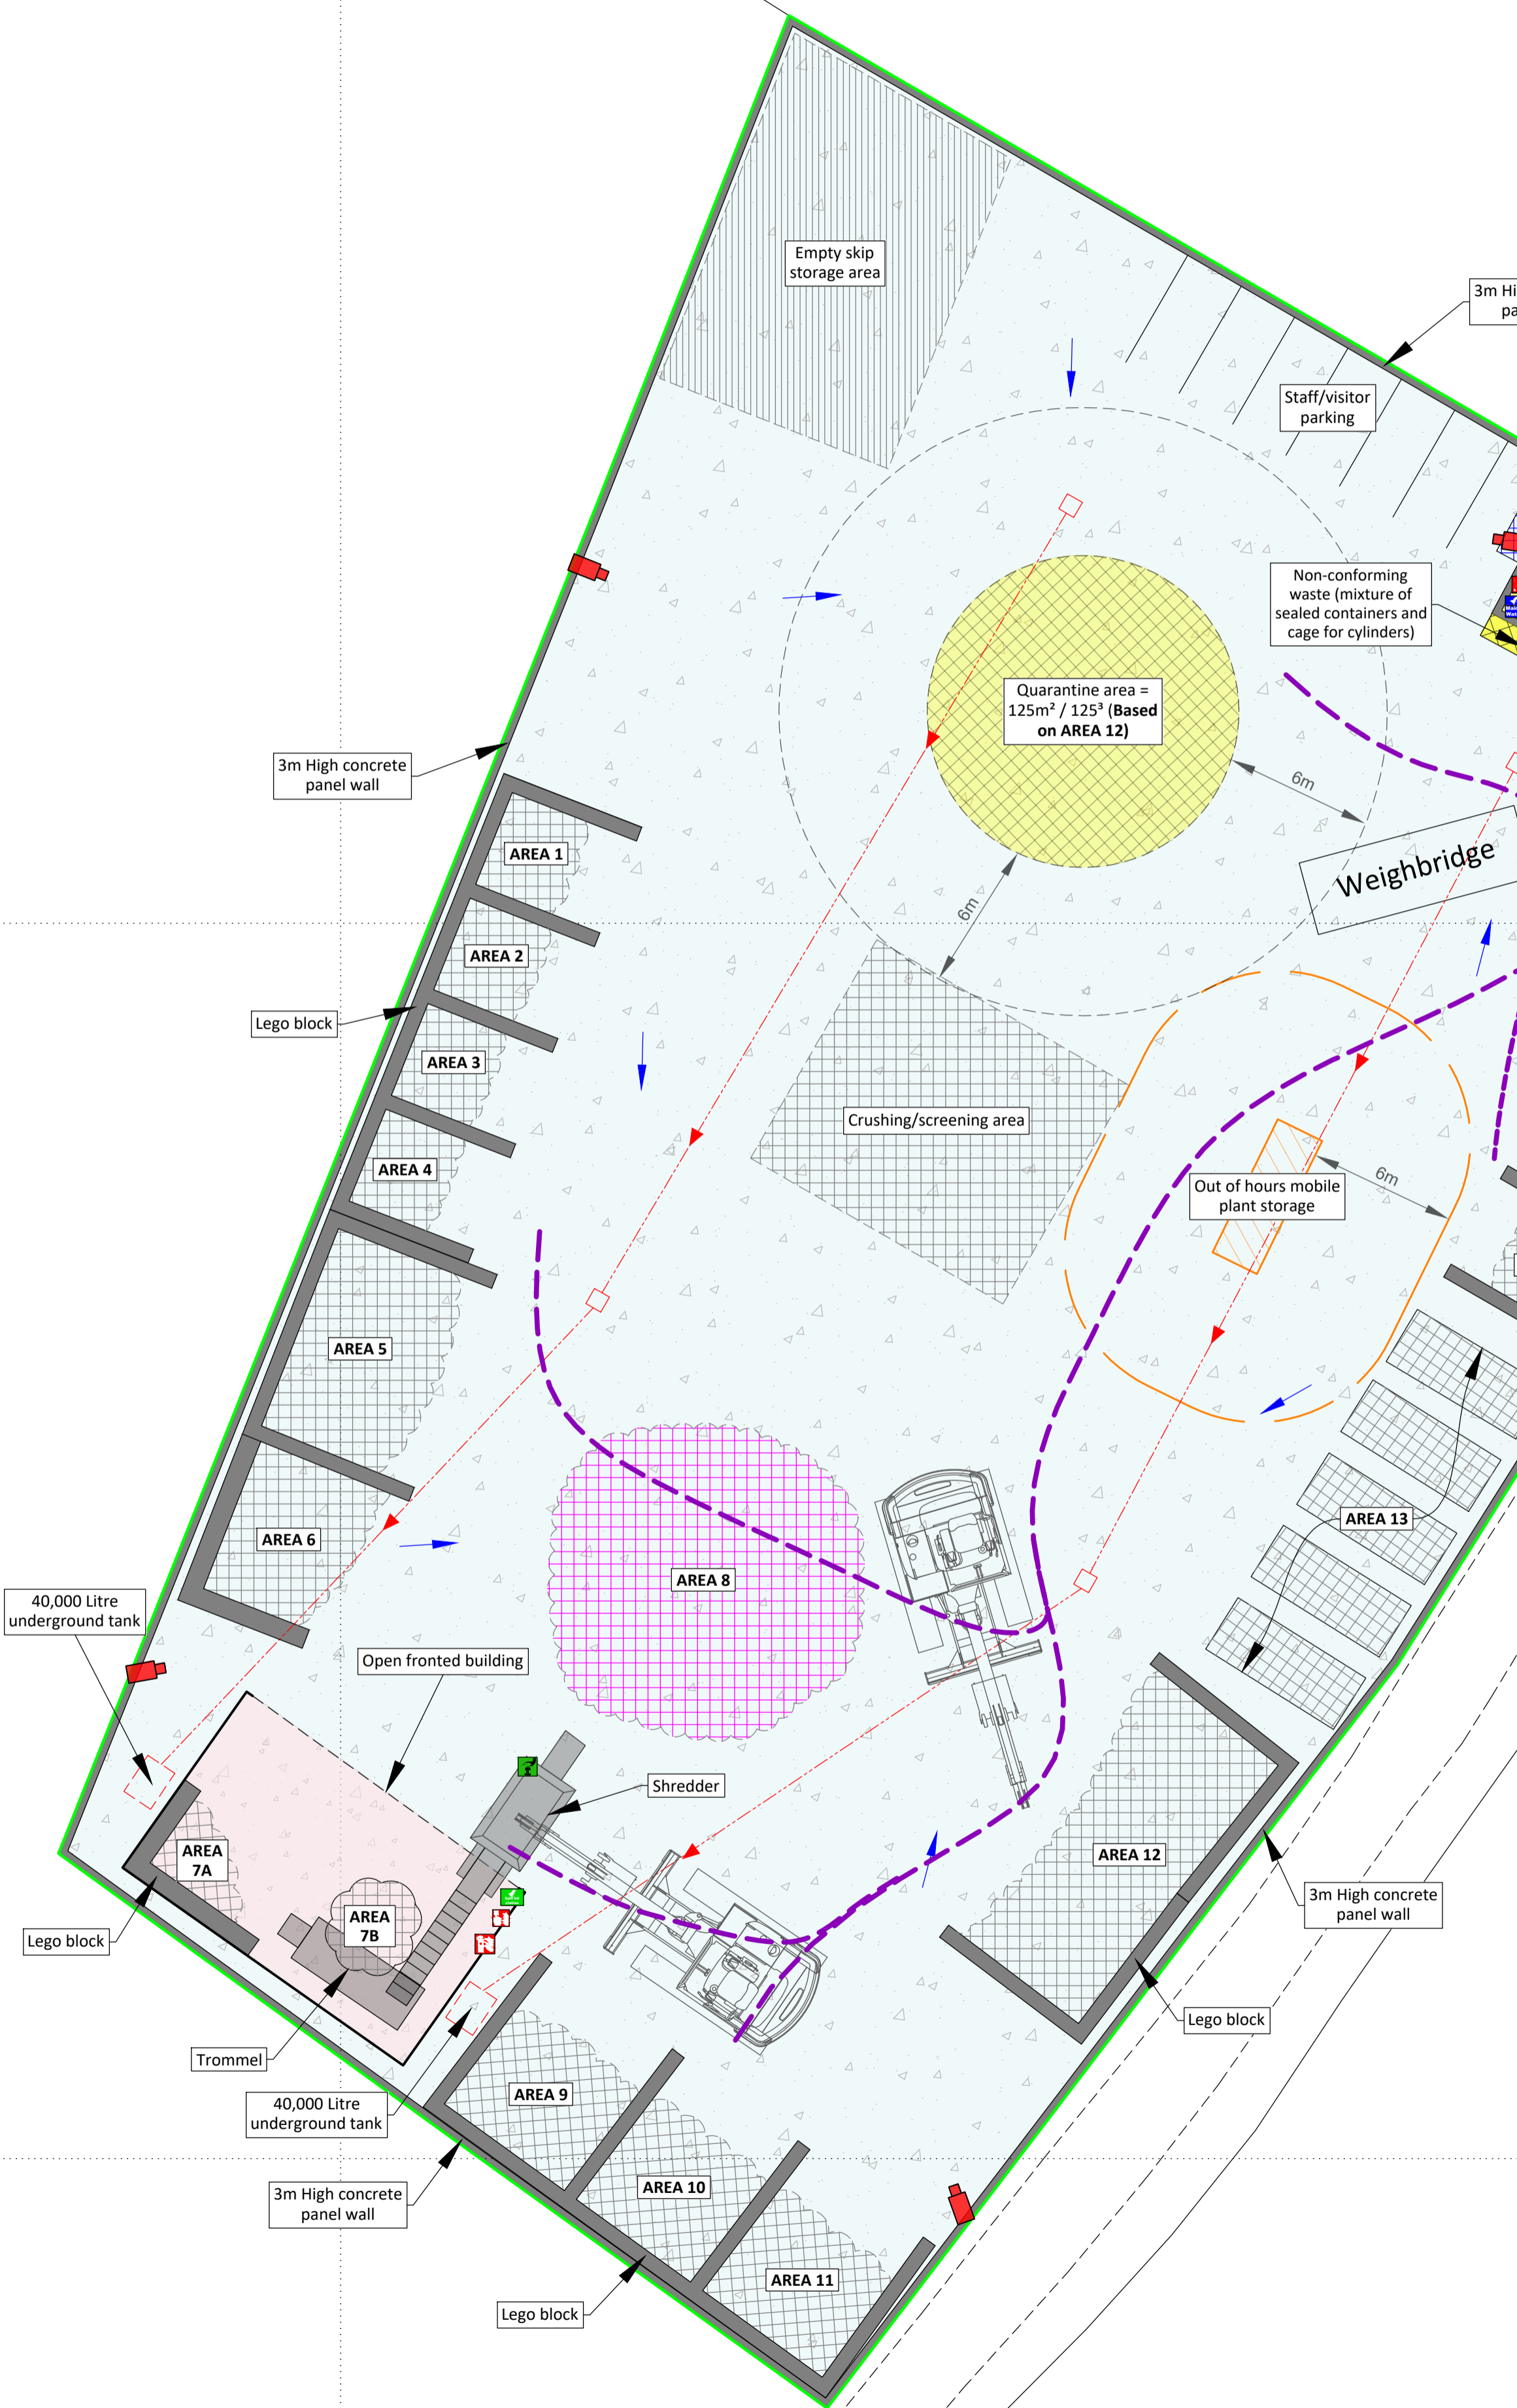 Empty skip
storage area
3m Hi
pa
Staff/visitor
parking
Non-conforming
waste (mixture of
sealed containers and
cage for cylinders)
Quarantine area =
125m² / 125³ (Based
on AREA 12)
6m
3m High concrete
panel wall
Weighbridge
AREA 1
6m
AREA 2
Lego block
AREA 3
Crushing/screening area
AREA 4
6m
Out of hours mobile
plant storage
AREA 5
AREA 13
AREA 6
AREA 8
40,000 Litre
underground tank
Open fronted building
Shredder
AREA
7A
AREA 12
AREA
7B
3m High concrete
panel wall
Lego block
Lego block
Trommel
AREA 9
40,000 Litre
underground tank
AREA 10
3m High concrete
panel wall
AREA 11
Lego block